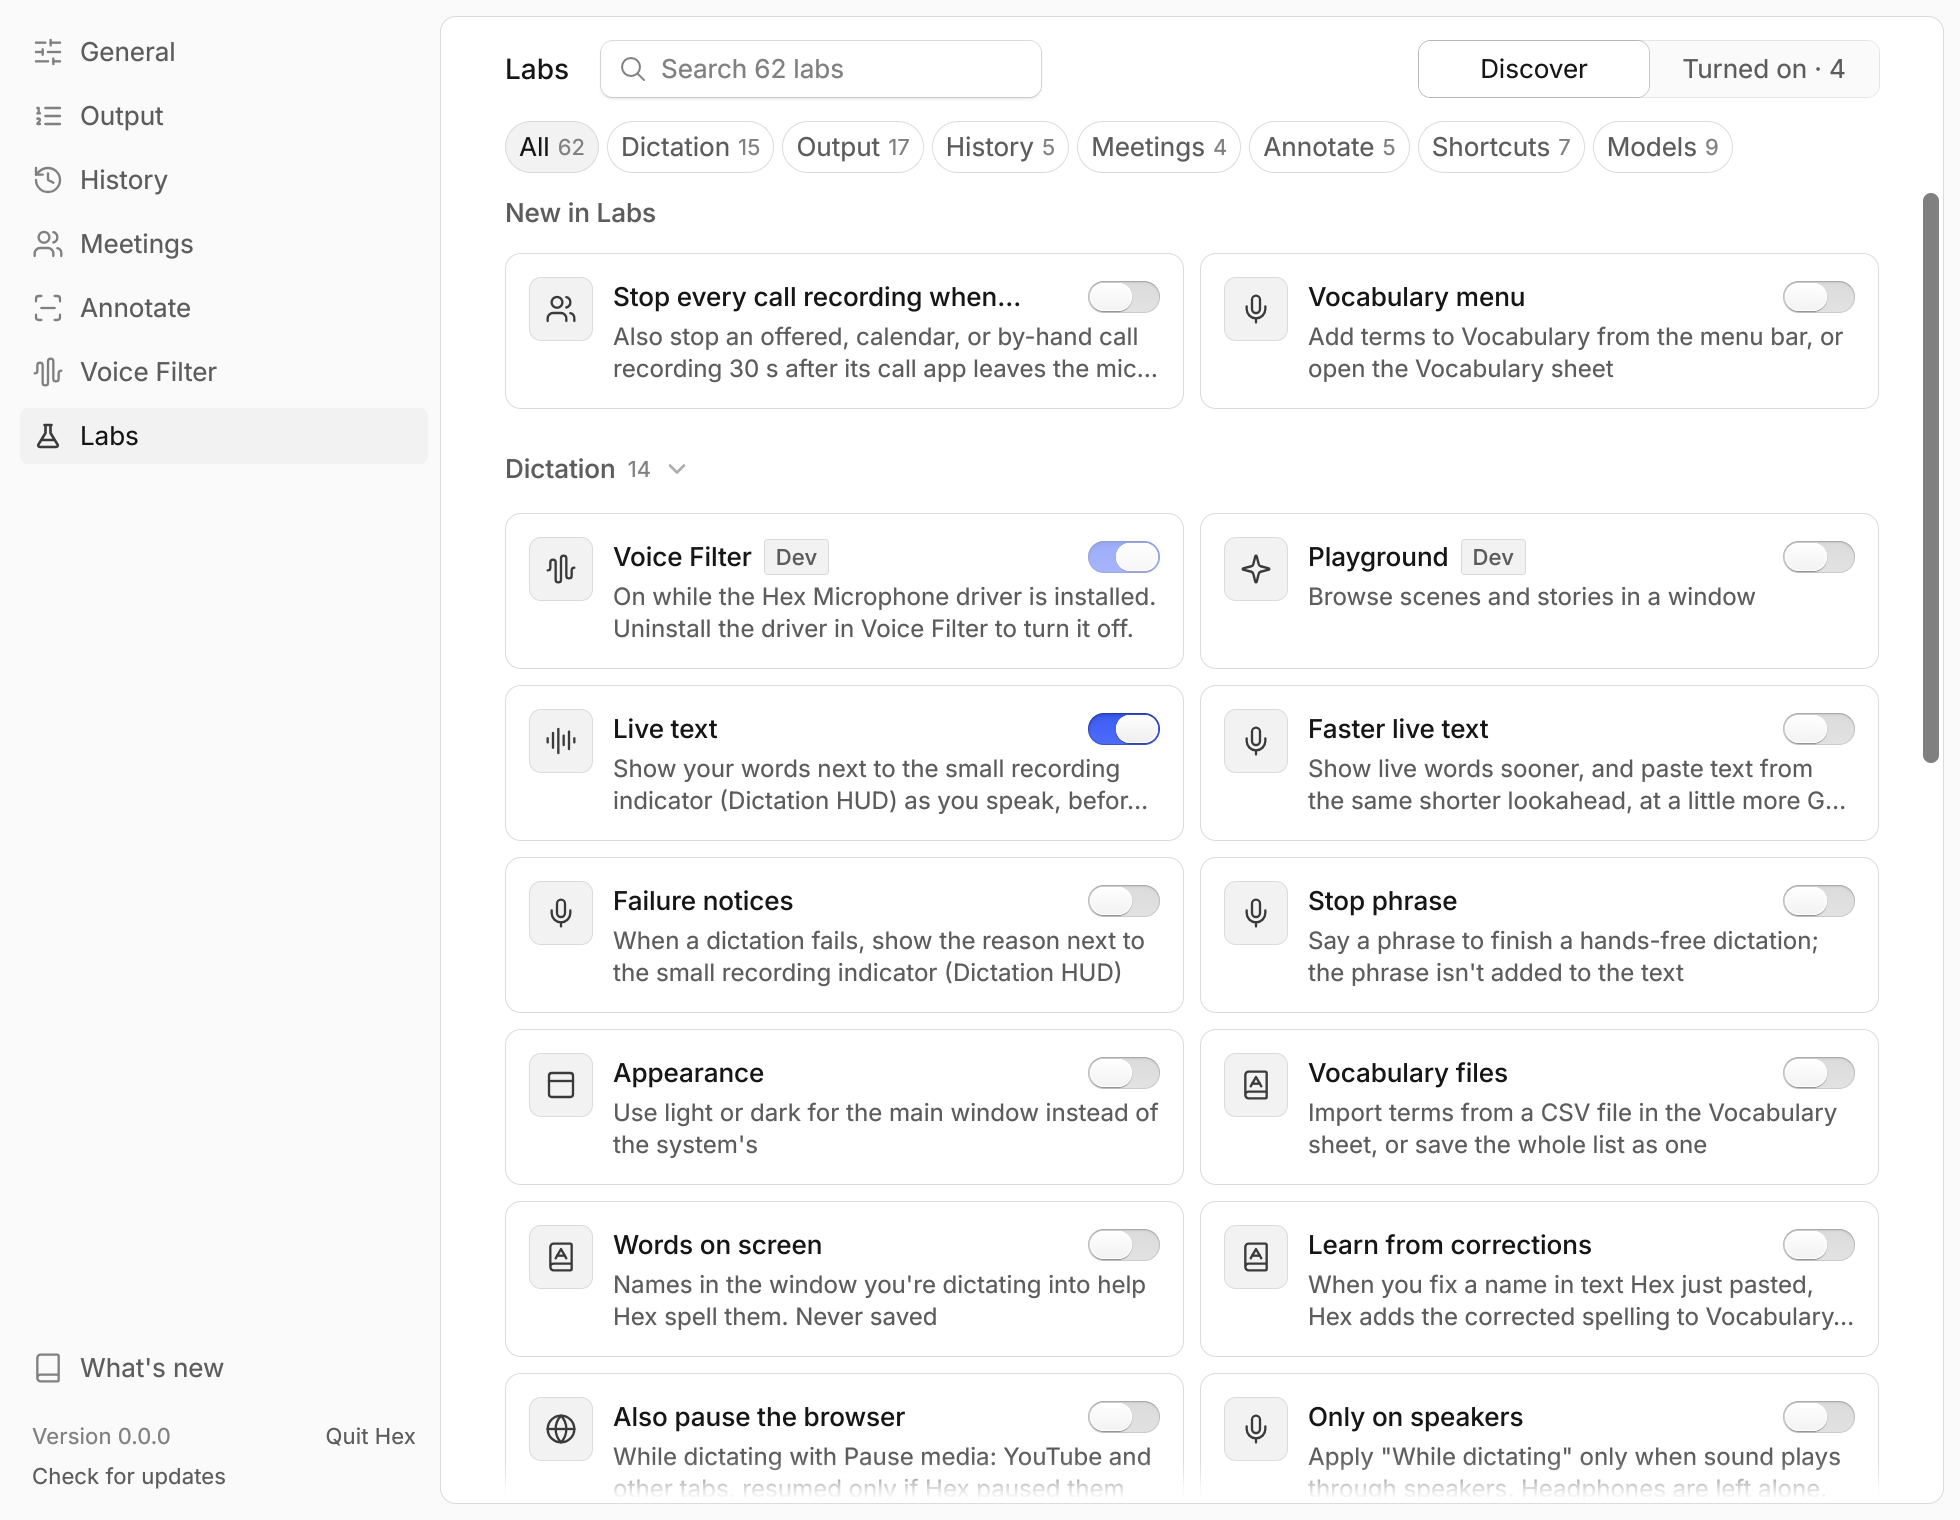 General
Output
History
Meetings
Annotate
Voice Filter
Labs
What's new
Version 0.0.0
Quit Hex
Check for updates
Labs
Search 62 labs
Discover
Turned on · 4
All 62
Dictation 15
Output 17
History 5
Meetings 4
Annotate 5
Shortcuts 7
Models 9
New in Labs
Stop every call recording when...
Also stop an offered, calendar, or by-hand call
recording 30 s after its call app leaves the mic...
Vocabulary menu
Add terms to Vocabulary from the menu bar, or
open the Vocabulary sheet
Dictation 14
Voice Filter Dev
On while the Hex Microphone driver is installed.
Uninstall the driver in Voice Filter to turn it off.
Playground Dev
Browse scenes and stories in a window
Live text
Show your words next to the small recording
indicator (Dictation HUD) as you speak, befor...
Faster live text
Show live words sooner, and paste text from
the same shorter lookahead, at a little more G...
Failure notices
When a dictation fails, show the reason next to
the small recording indicator (Dictation HUD)
Stop phrase
Say a phrase to finish a hands-free dictation;
the phrase isn't added to the text
Appearance
Use light or dark for the main window instead of
the system's
Vocabulary files
Import terms from a CSV file in the Vocabulary
sheet, or save the whole list as one
Words on screen
Names in the window you're dictating into help
Hex spell them. Never saved
Learn from corrections
When you fix a name in text Hex just pasted,
Hex adds the corrected spelling to Vocabulary...
Also pause the browser
While dictating with Pause media: YouTube and
other tabs, resumed only if Hex paused them
Only on speakers
Apply "While dictating" only when sound plays
through speakers. Headphones are left alone.